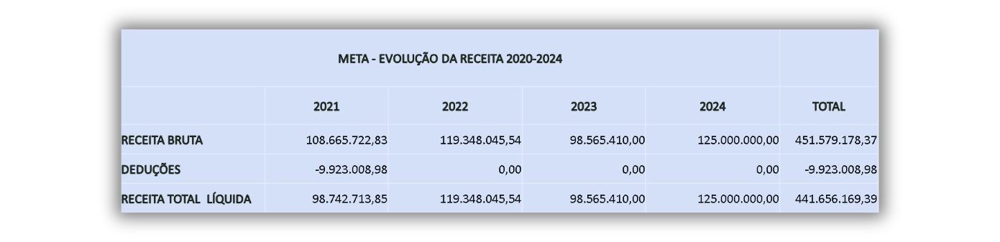 META - EVOLUÇÃO DA RECEITA 2020-2024
2021 2022 2023 2024 TOTAL
RECEITA BRUTA 108.665.722,83 119.348.045,54 98.565.410,00 125.000.000,00 451.579.178,37
DEDUÇÕES -9.923.008,98 0,00 0,00 0,00 -9.923.008,98
RECEITA TOTAL LÍQUIDA 98.742.713,85 119.348.045,54 98.565.410,00 125.000.000,00 441.656.169,39